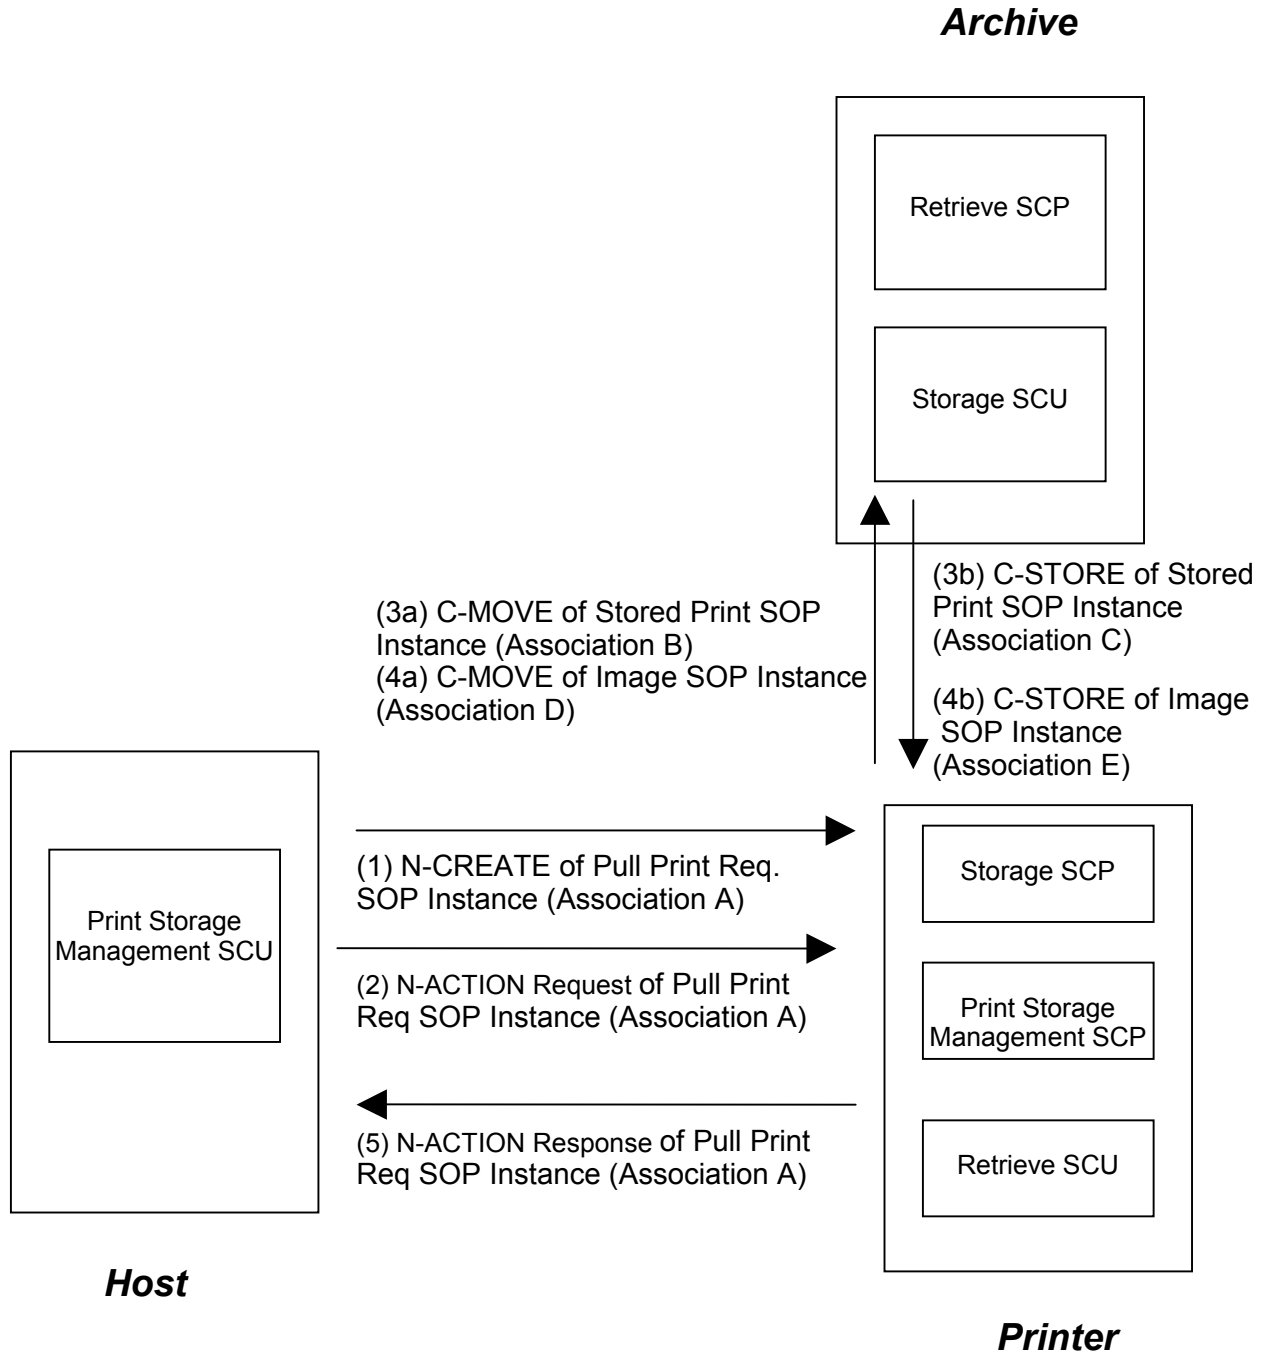 Archive
Retrieve SCP
Storage SCU
(3a) C-MOVE of Stored Print SOP
Instance (Association B)
(4a) C-MOVE of Image SOP Instance
(Association D)
(3b) C-STORE of Stored
Print SOP Instance
(Association C)
(4b) C-STORE of Image
SOP Instance
(Association E)
Print Storage
Management SCU
(1) N-CREATE of Pull Print Req.
SOP Instance (Association A)
(2) N-ACTION Request of Pull Print
Req SOP Instance (Association A)
(5) N-ACTION Response of Pull Print
Req SOP Instance (Association A)
Storage SCP
Print Storage
Management SCP
Retrieve SCU
Host
Printer